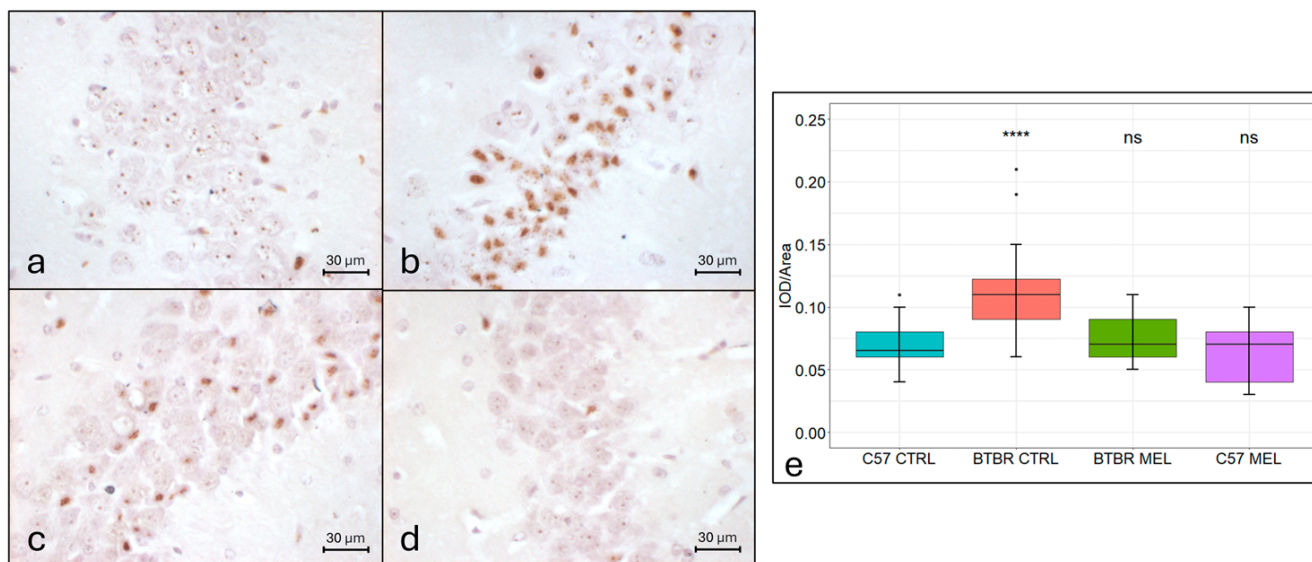 a
30 µm
b
30 µm
c
30 µm
d
30 µm
IOD/Area
0.25
0.20
0.15
0.10
0.05
0.00
**** ns ns
C57 CTRL BTBR CTRL BTBR MEL C57 MEL
e